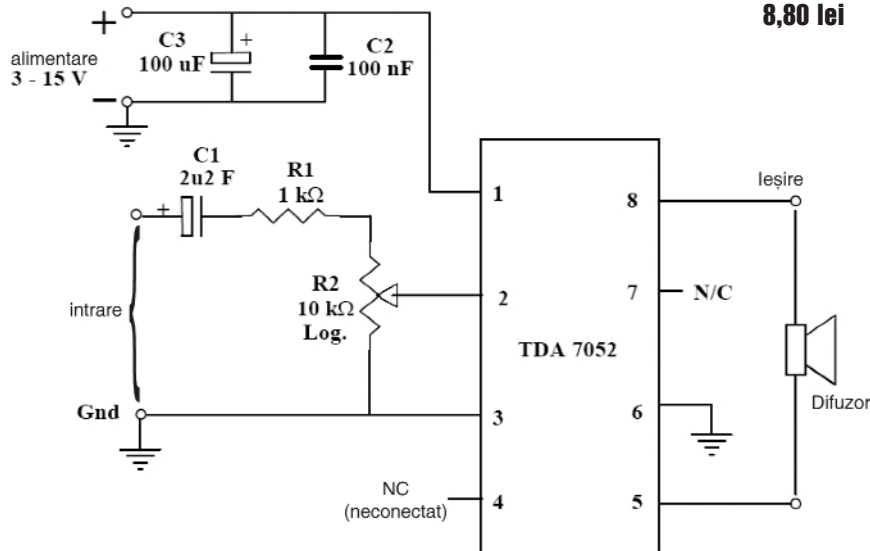 8,80 lei
+
alimentare
3 - 15 V
−
C3
100 uF
+
C2
100 nF
C1
2u2 F
+
R1
1 kΩ
R2
10 kΩ
Log.
intrare
Gnd
NC
(neconectat)
1
2
3
4
TDA 7052
8
7
6
5
N/C
Ieșire
Difuzor